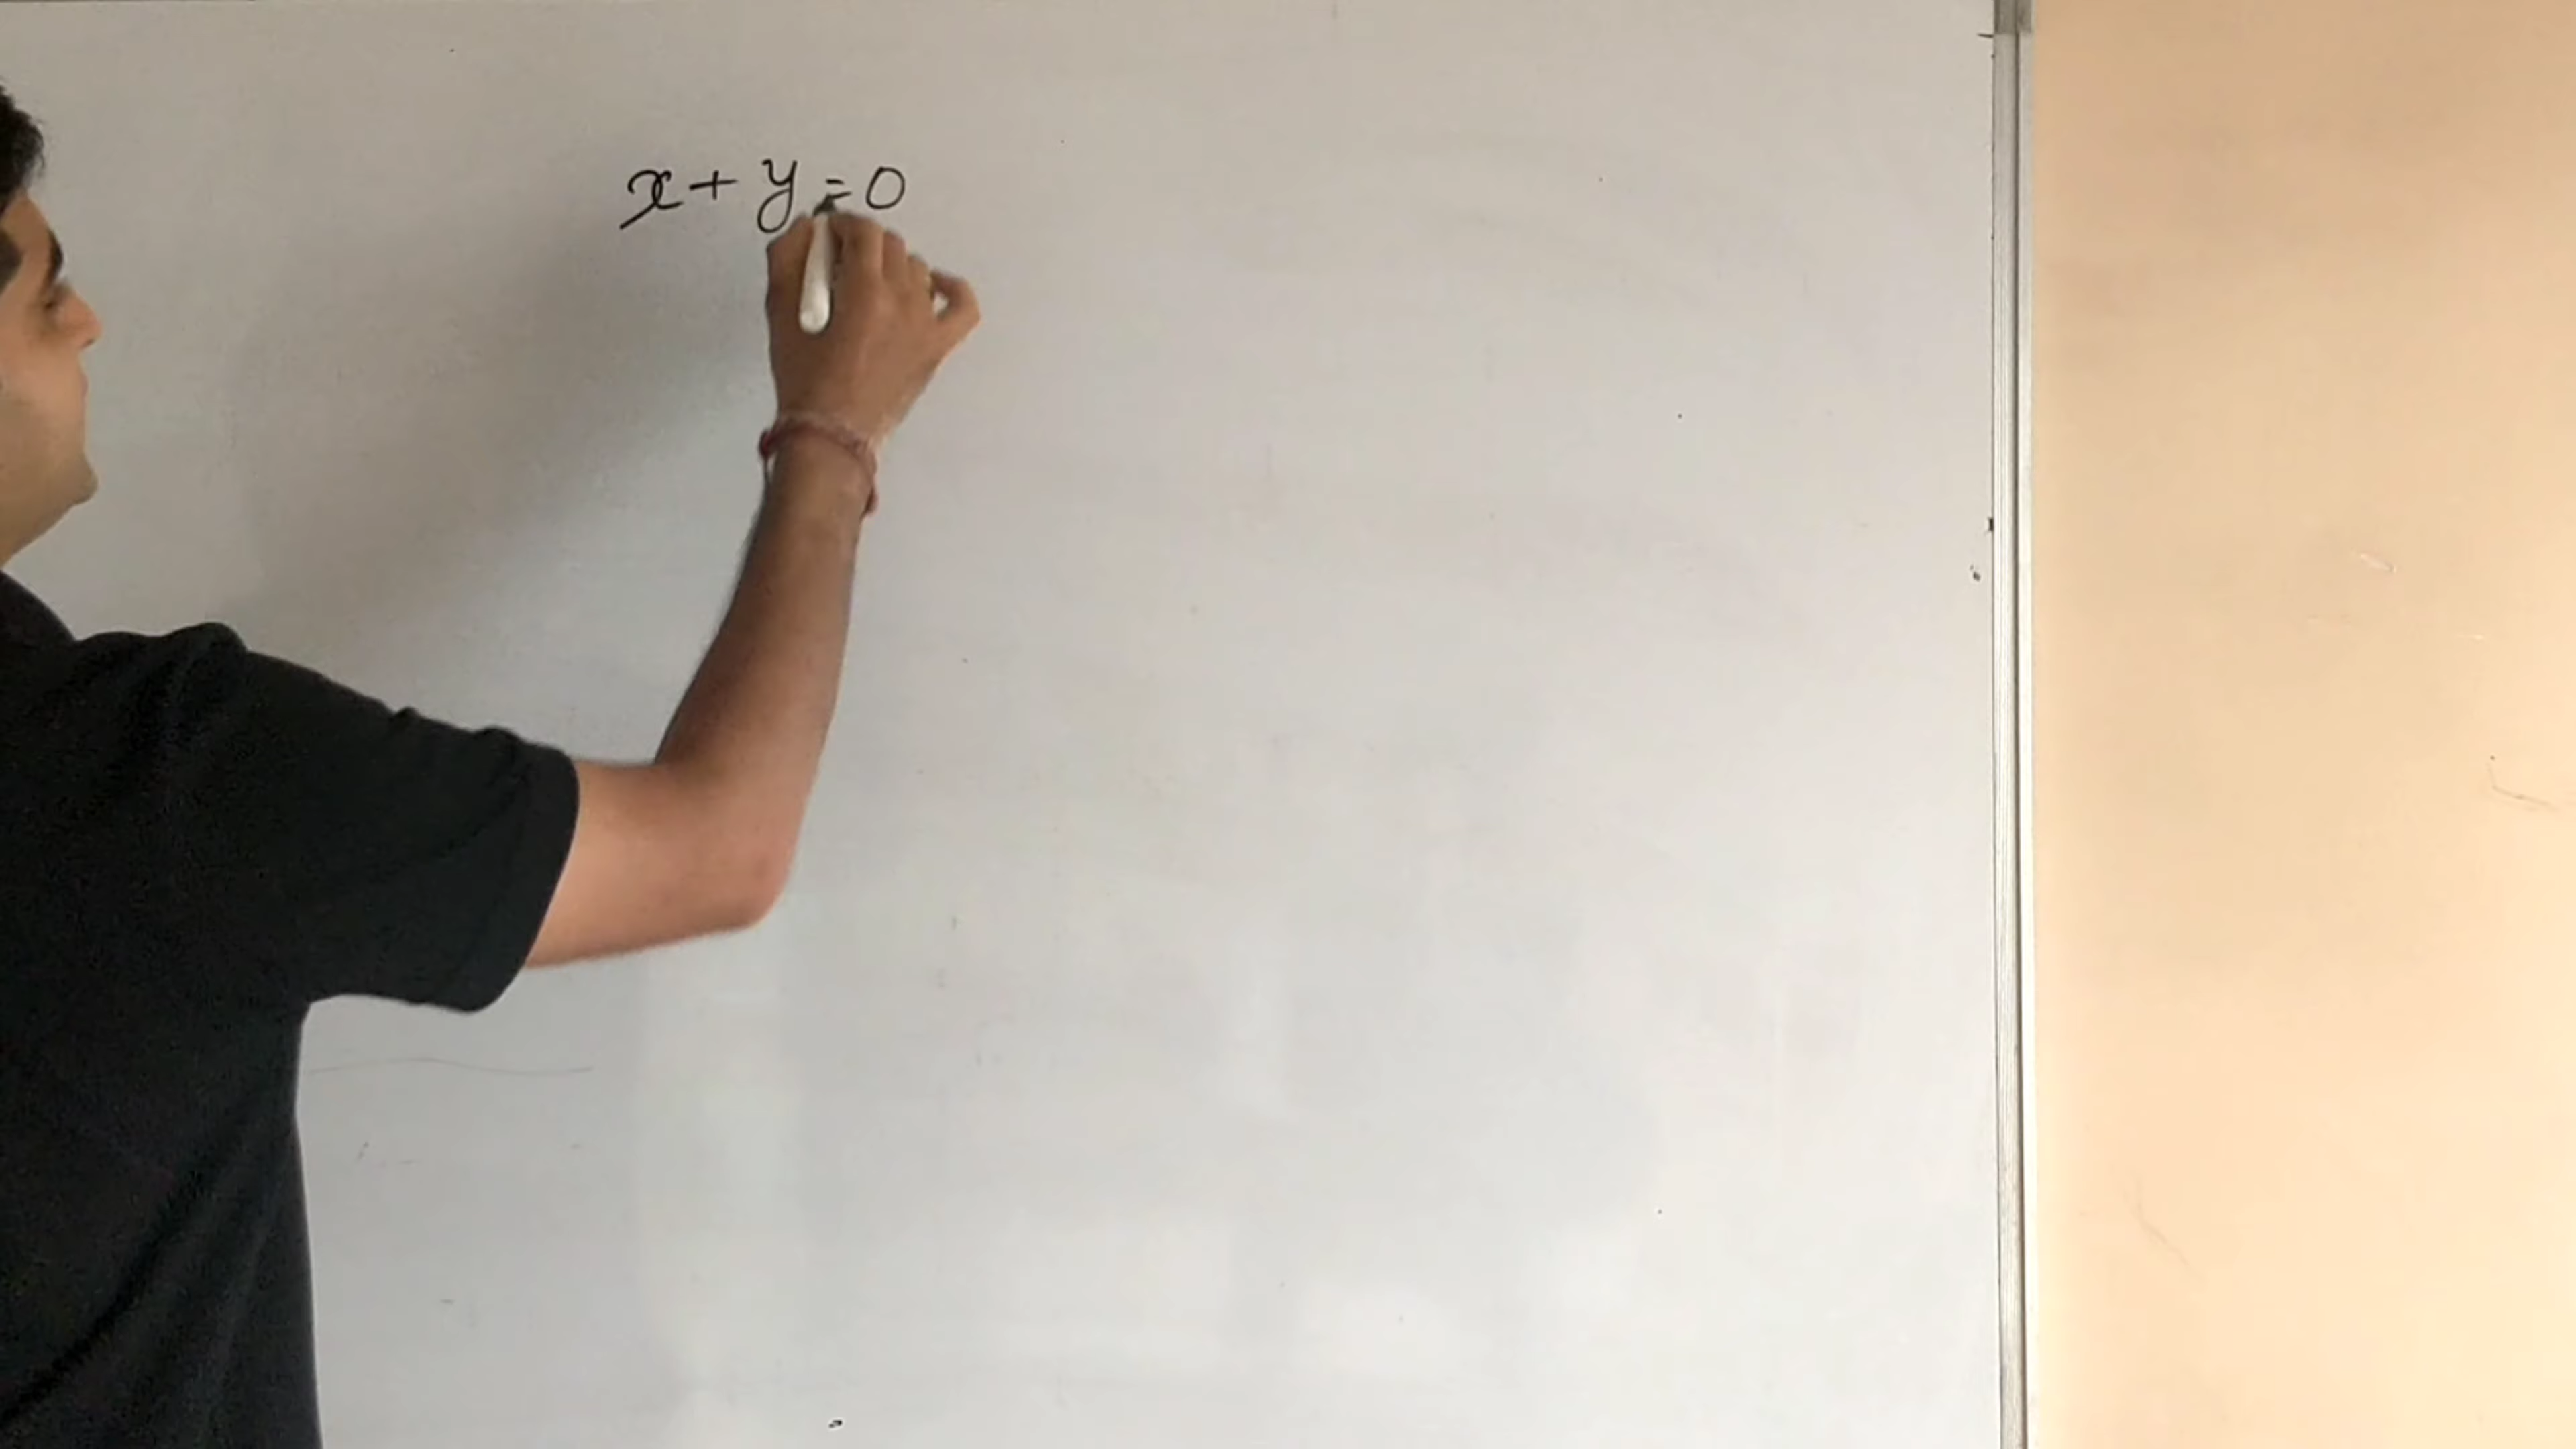 x + y = 0